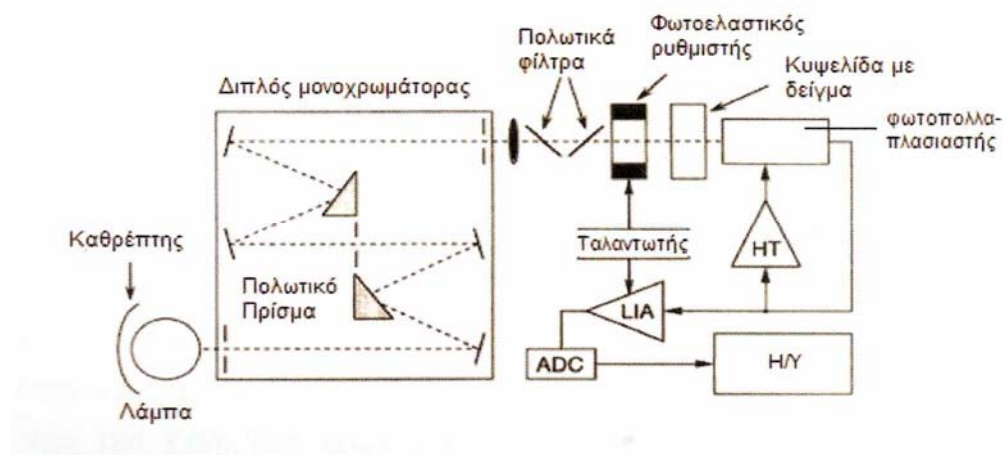 Φωτοελαστικός
ρυθμιστής
Πολωτικά
φίλτρα
Κυψελίδα με
δείγμα
Διπλός μονοχρωμάτορας
φωτοπολλα-
πλασιαστής
Καθρέπτης
Ταλαντωτής
HT
Πολωτικό
Πρίσμα
LIA
ADC
Η/Υ
Λάμπα